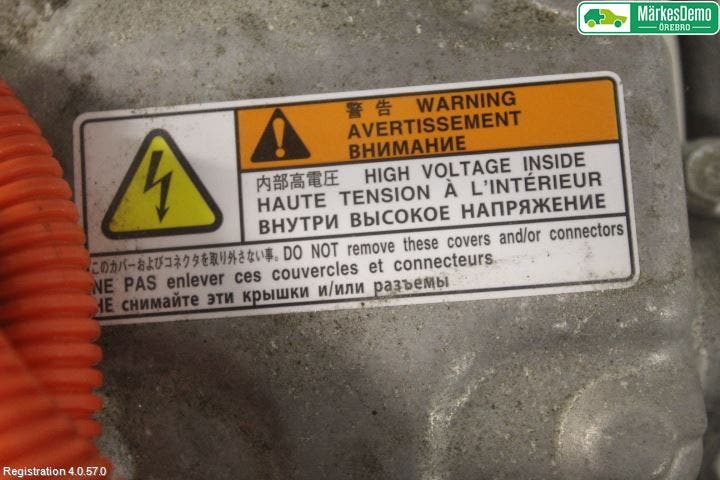 MärkesDemo
ÖREBRO
警告 WARNING
AVERTISSEMENT
ВНИМАНИЕ
内部高電圧 HIGH VOLTAGE INSIDE
HAUTE TENSION À L'INTÉRIEUR
ВНУТРИ ВЫСОКОЕ НАПРЯЖЕНИЕ
このカバーおよびコネクタを取り外さない事。DO NOT remove these covers and/or connectors
NE PAS enlever ces couvercles et connecteurs
НЕ снимайте эти крышки и/или разъемы
Registration 4.0.57.0